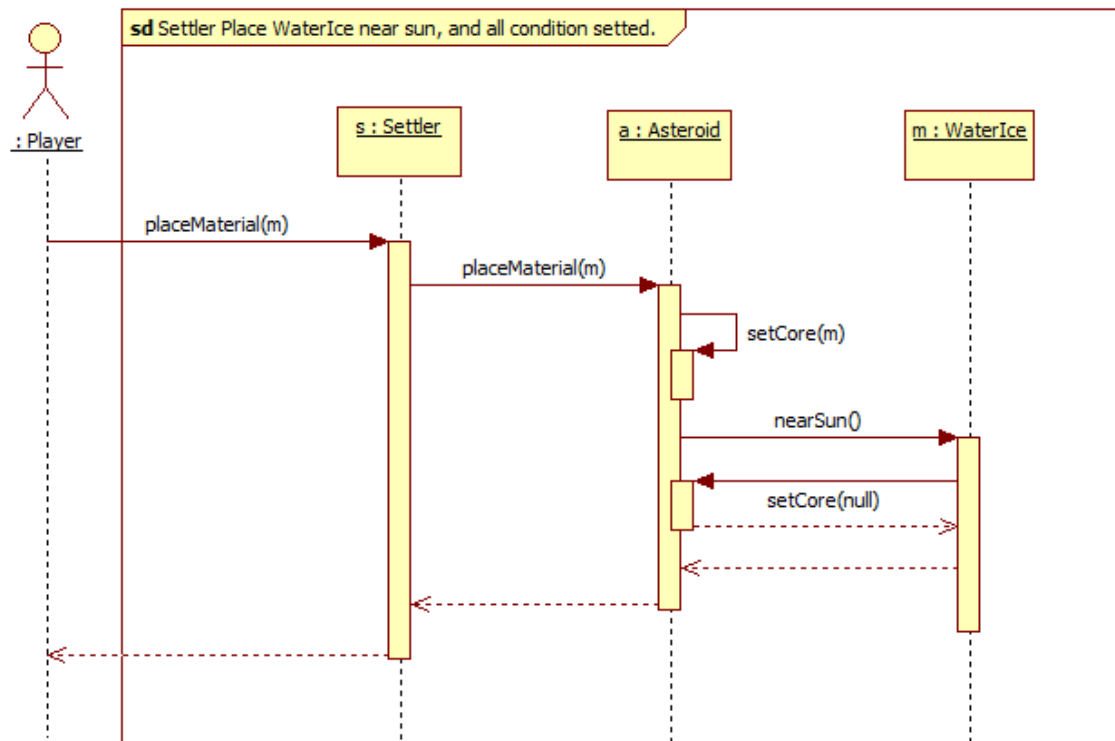 sd Settler Place WaterIce near sun, and all condition setted.
: Player
s : Settler
a : Asteroid
m : WaterIce
placeMaterial(m)
placeMaterial(m)
setCore(m)
nearSun()
setCore(null)